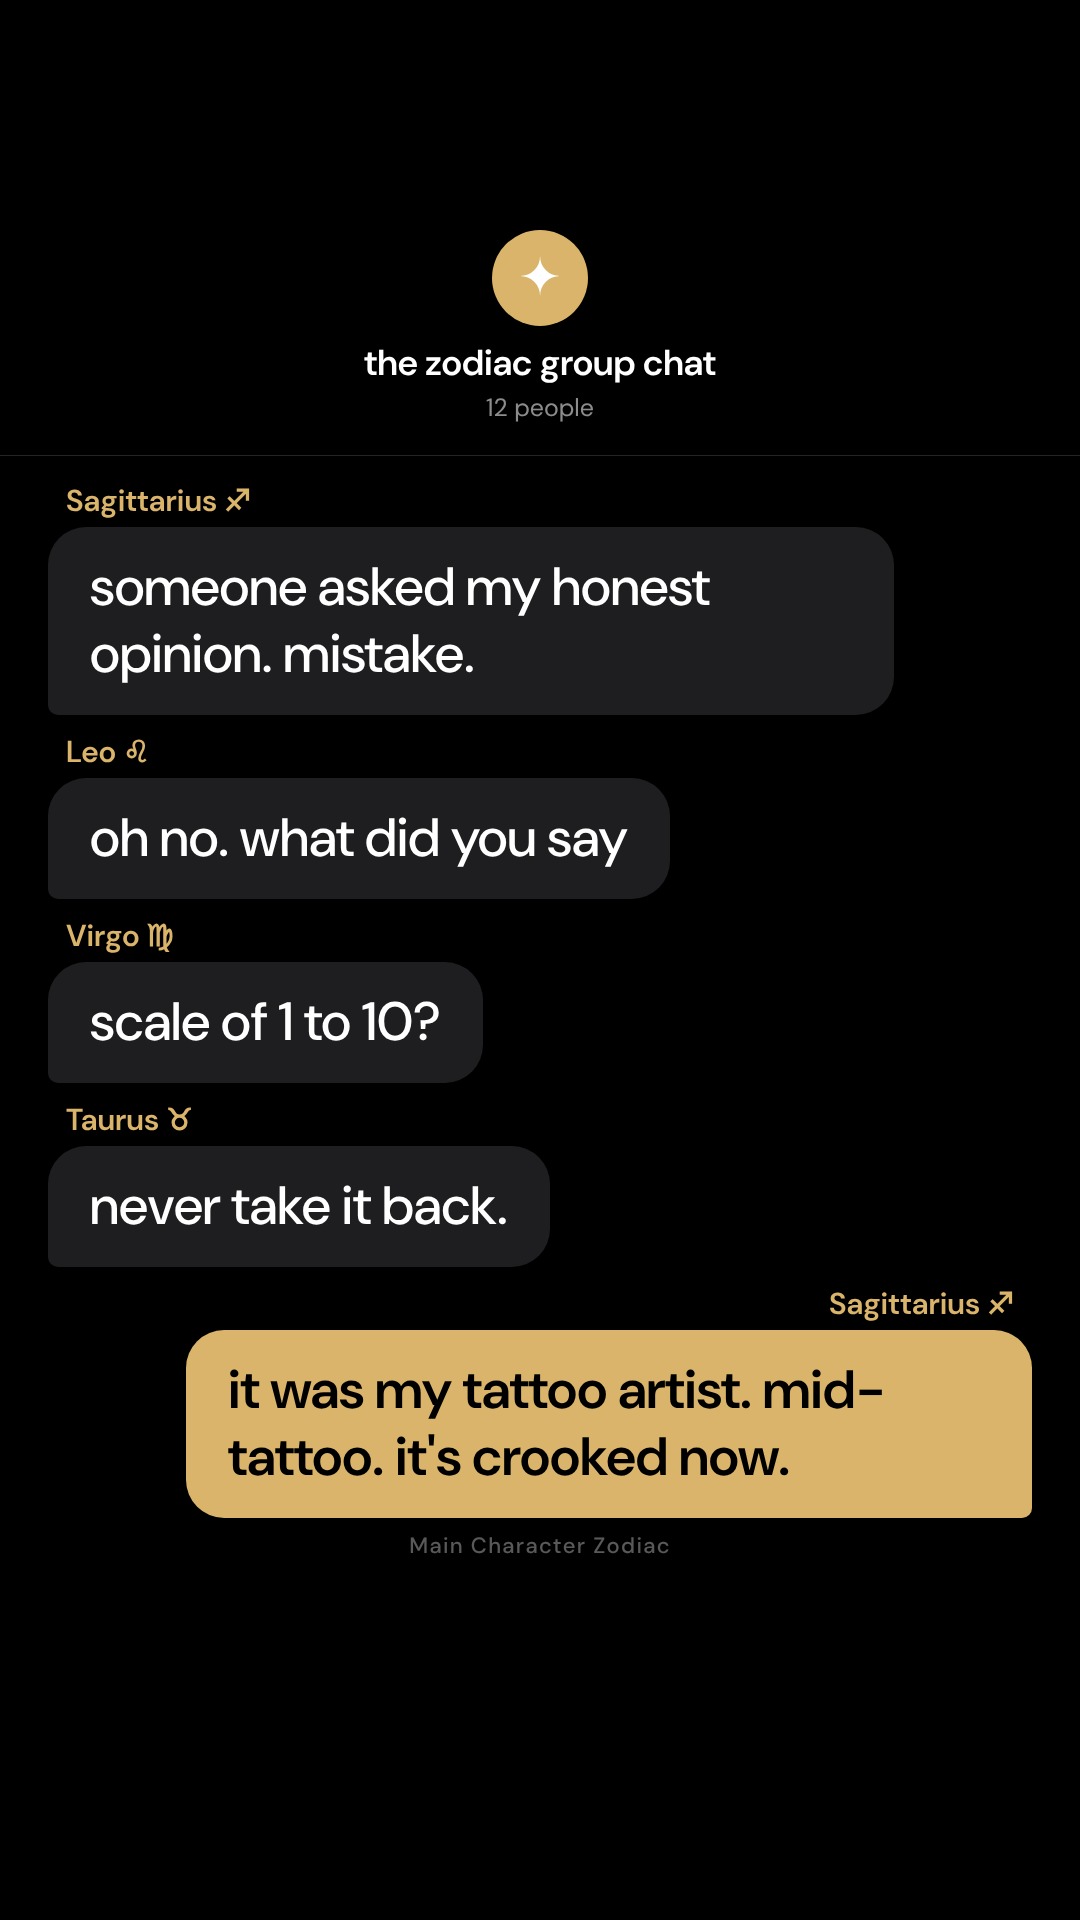 the zodiac group chat
12 people
Sagittarius ♐
someone asked my honest
opinion. mistake.
Leo ♌
oh no. what did you say
Virgo ♍
scale of 1 to 10?
Taurus ♉
never take it back.
Sagittarius ♐
it was my tattoo artist. mid-
tattoo. it's crooked now.
Main Character Zodiac